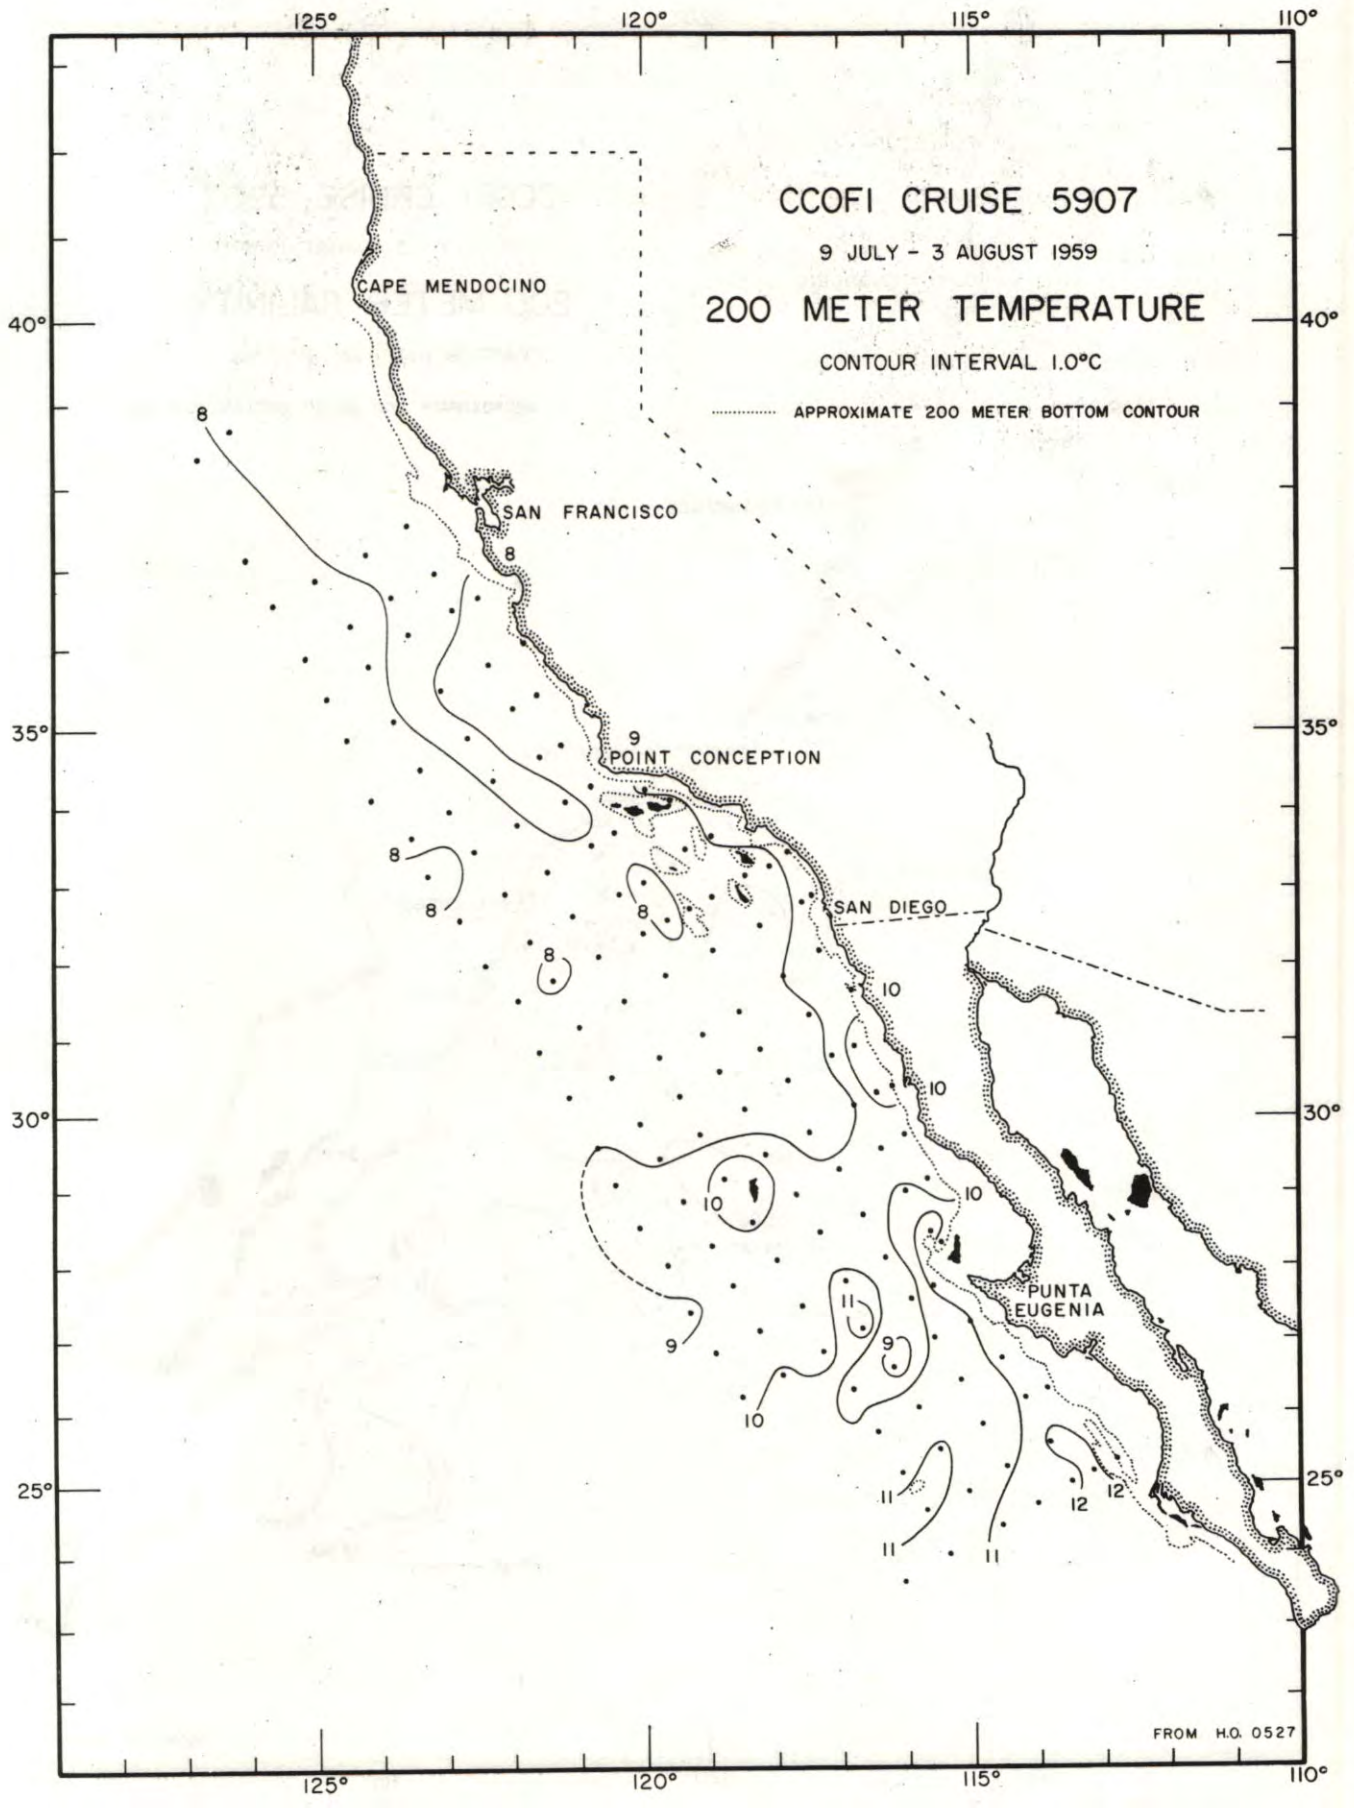 125° 120° 115° 110°
CCOFI CRUISE 5907
9 JULY - 3 AUGUST 1959
CAPE MENDOCINO
200 METER TEMPERATURE
40° 40°
CONTOUR INTERVAL 1.0°C
8
APPROXIMATE 200 METER BOTTOM CONTOUR
SAN FRANCISCO
8
35° 9 35°
POINT CONCEPTION
8
8 8 SAN DIEGO
8
10
10
30° 30°
10 10
PUNTA
11 EUGENIA
9 9
10
25° 11 12 12 25°
11 11
FROM H.O. 0527
125° 120° 115° 110°